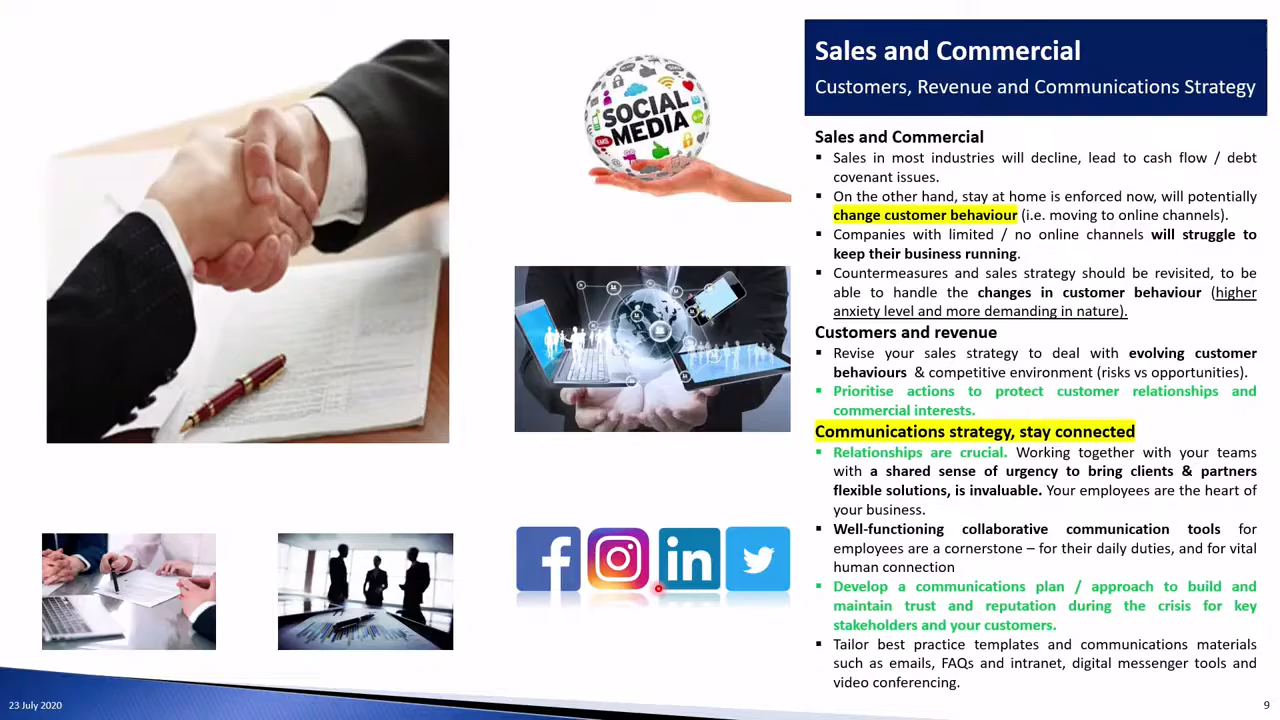 Sales and Commercial
Customers, Revenue and Communications Strategy
SOCIAL
MEDIA
SMS
Sales and Commercial
▪ Sales in most industries will decline, lead to cash flow / debt
covenant issues.
▪ On the other hand, stay at home is enforced now, will potentially
change customer behaviour (i.e. moving to online channels).
▪ Companies with limited / no online channels will struggle to
keep their business running.
▪ Countermeasures and sales strategy should be revisited, to be
able to handle the changes in customer behaviour (higher
anxiety level and more demanding in nature).
Customers and revenue
▪ Revise your sales strategy to deal with evolving customer
behaviours & competitive environment (risks vs opportunities).
▪ Prioritise actions to protect customer relationships and
commercial interests.
Communications strategy, stay connected
▪ Relationships are crucial. Working together with your teams
with a shared sense of urgency to bring clients & partners
flexible solutions, is invaluable. Your employees are the heart of
your business.
▪ Well-functioning collaborative communication tools for
employees are a cornerstone – for their daily duties, and for vital
human connection
▪ Develop a communications plan / approach to build and
maintain trust and reputation during the crisis for key
stakeholders and your customers.
▪ Tailor best practice templates and communications materials
such as emails, FAQs and intranet, digital messenger tools and
video conferencing.
f
in
23 July 2020
9